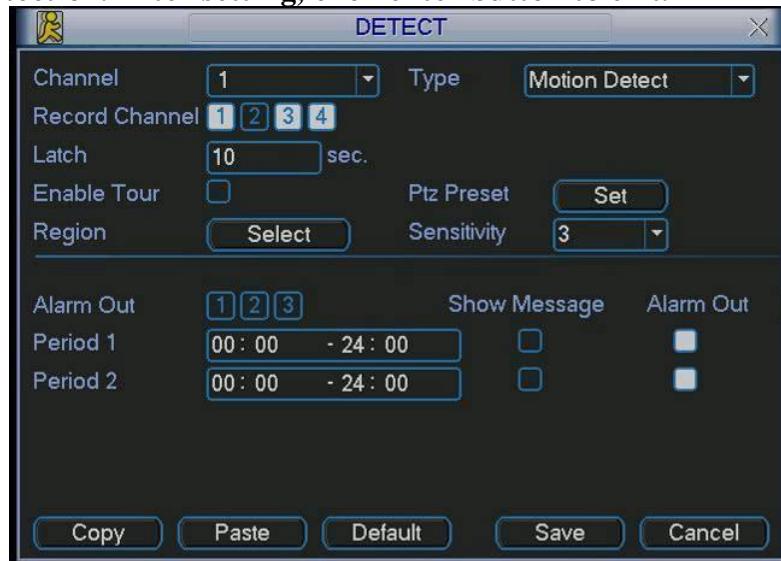 DETECT
Channel 1 Type Motion Detect
Record Channel 1 2 3 4
Latch 10 sec.
Enable Tour Ptz Preset Set
Region Select Sensitivity 3
Alarm Out 1 2 3 Show Message Alarm Out
Period 1 00 : 00 - 24 : 00
Period 2 00 : 00 - 24 : 00
Copy Paste Default Save Cancel